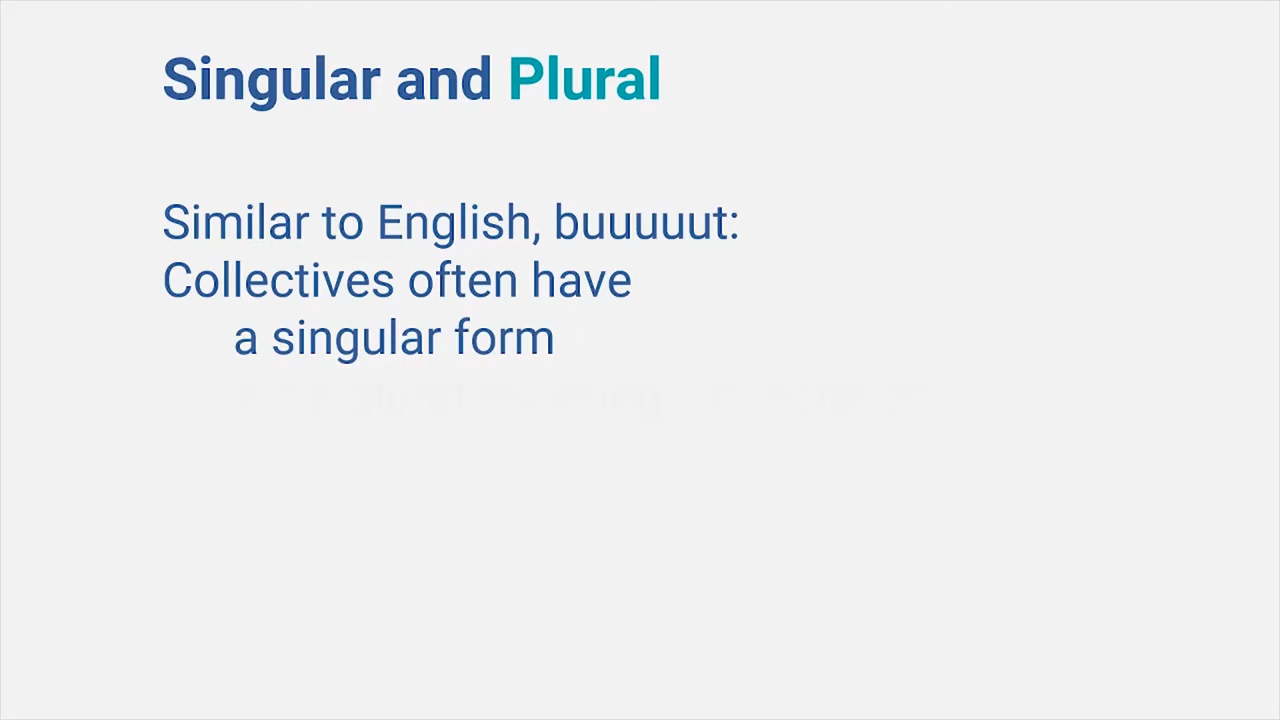 Singular and Plural
Similar to English, buuuuut:
Collectives often have
a singular form